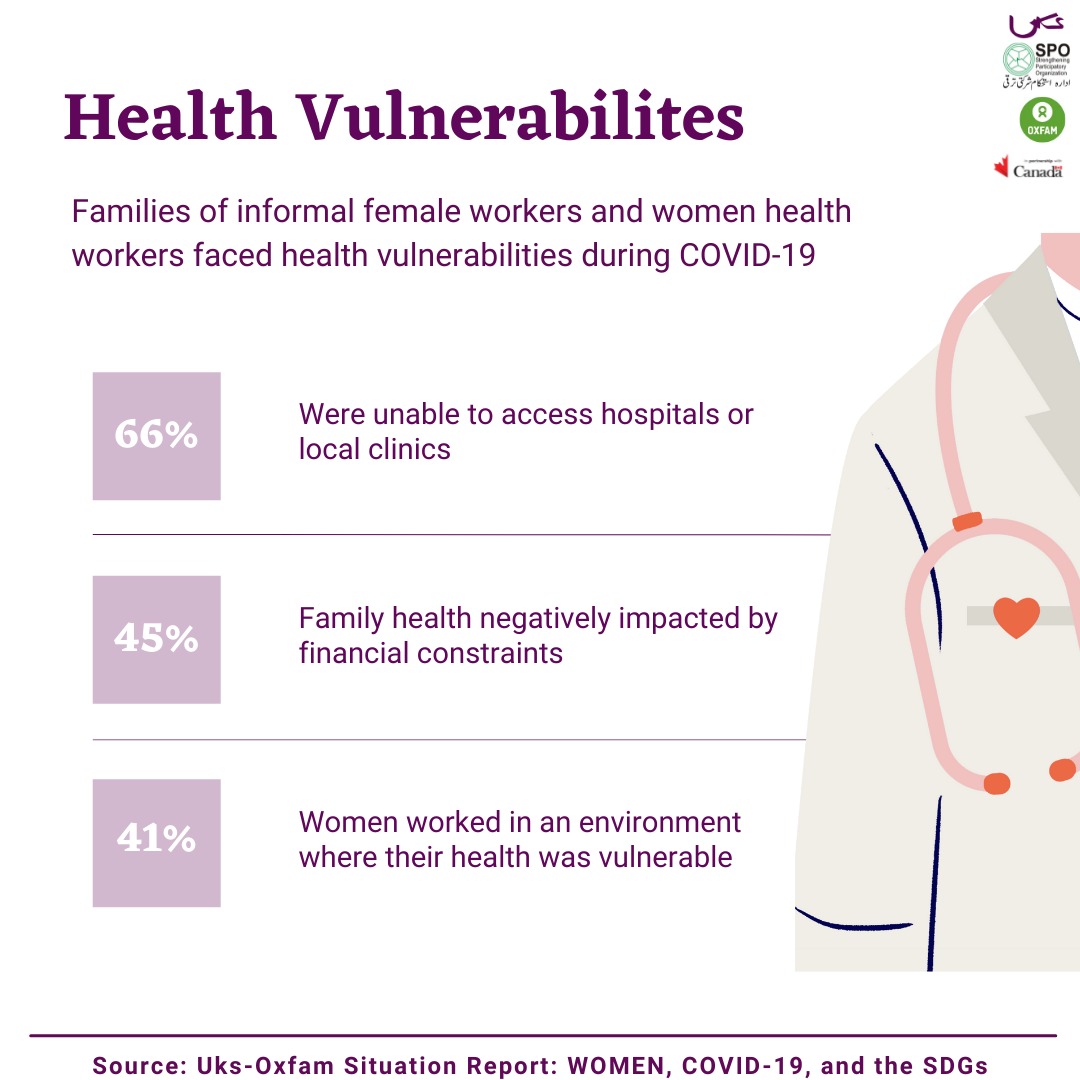 Uks
SPO
Strengthening
Participatory
Organization
ادارہ استحکام شرکتی ترقی
OXFAM
In partnership with
Canada
Health Vulnerabilites
Families of informal female workers and women health
workers faced health vulnerabilities during COVID-19
66%
Were unable to access hospitals or
local clinics
45%
Family health negatively impacted by
financial constraints
41%
Women worked in an environment
where their health was vulnerable
Source: Uks-Oxfam Situation Report: WOMEN, COVID-19, and the SDGs